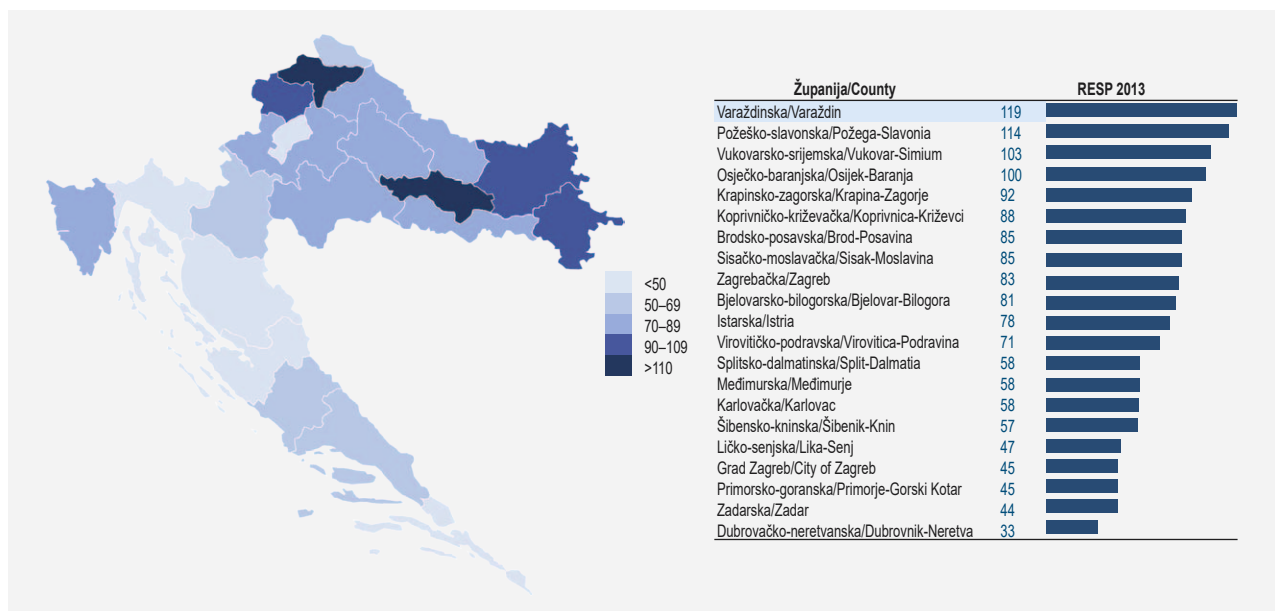 <50
50–69
70–89
90–109
>110
Županija/County RESP 2013
Varaždinska/Varaždin 119
Požeško-slavonska/Požega-Slavonia 114
Vukovarsko-srijemska/Vukovar-Simium 103
Osječko-baranjska/Osijek-Baranja 100
Krapinsko-zagorska/Krapina-Zagorje 92
Koprivničko-križevačka/Koprivnica-Križevci 88
Brodsko-posavska/Brod-Posavina 85
Sisačko-moslavačka/Sisak-Moslavina 85
Zagrebačka/Zagreb 83
Bjelovarsko-bilogorska/Bjelovar-Bilogora 81
Istarska/Istria 78
Virovitičko-podravska/Virovitica-Podravina 71
Splitsko-dalmatinska/Split-Dalmatia 58
Međimurska/Međimurje 58
Karlovačka/Karlovac 58
Šibensko-kninska/Šibenik-Knin 57
Ličko-senjska/Lika-Senj 47
Grad Zagreb/City of Zagreb 45
Primorsko-goranska/Primorje-Gorski Kotar 45
Zadarska/Zadar 44
Dubrovačko-neretvanska/Dubrovnik-Neretva 33